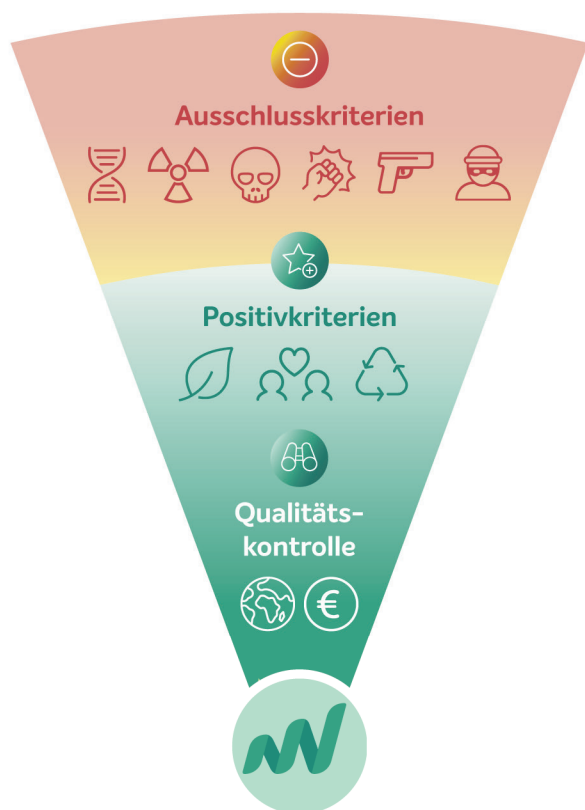 Ausschlusskriterien
Positivkriterien
Qualitäts-
kontrolle
€